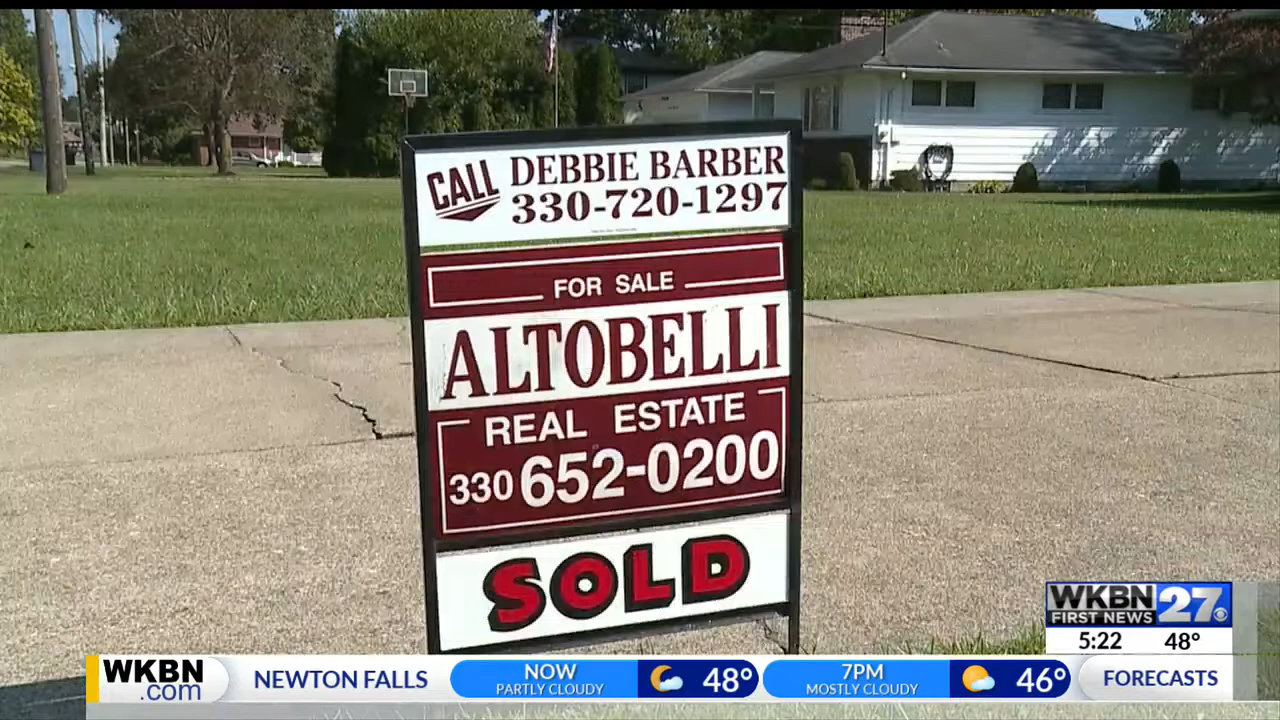 CALL DEBBIE BARBER
330-720-1297
FOR SALE
ALTOBELLI
REAL ESTATE
330 652-0200
SOLD
WKBN 27
FIRST NEWS
5:22 48°
WKBN .com
NEWTON FALLS
NOW
PARTLY CLOUDY
48°
7PM
MOSTLY CLOUDY
46°
FORECASTS